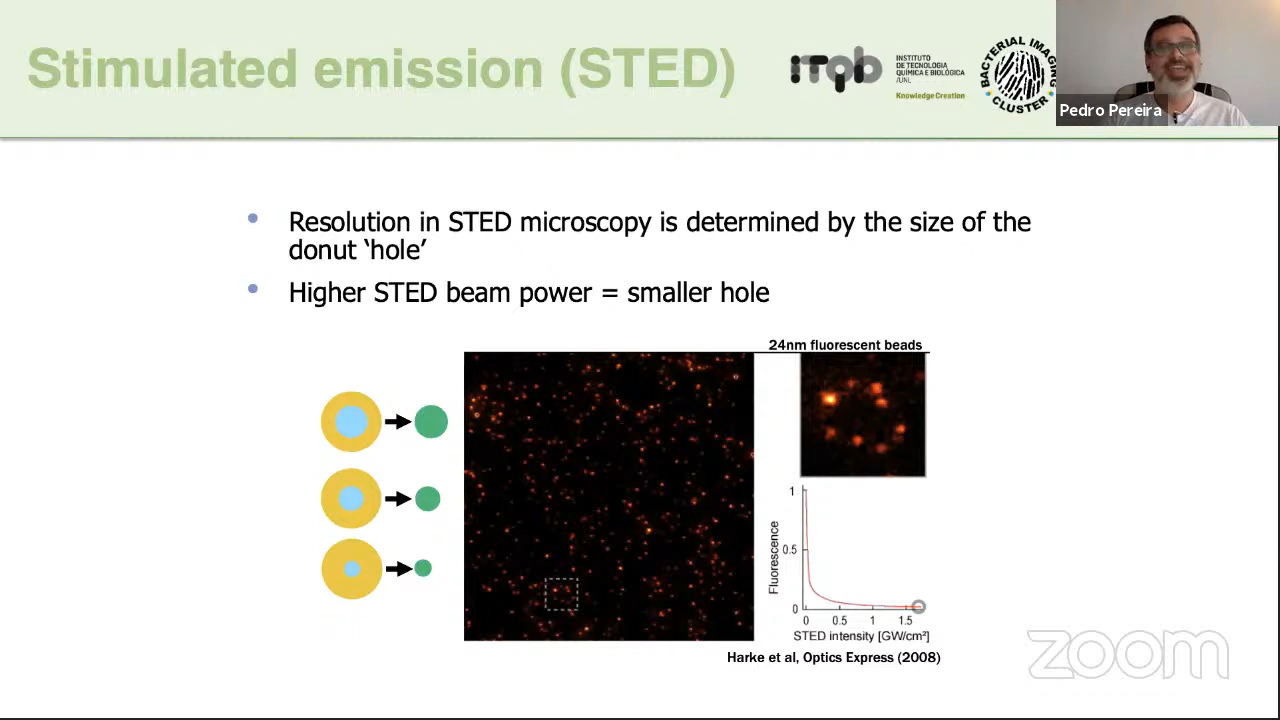 Stimulated emission (STED)
iTqb
INSTITUTO
DE TECNOLOGIA
QUÍMICA E BIOLÓGICA
/UNL
Knowledge Creation
BACTERIAL IMAGING
CLUSTER
Pedro Pereira
• Resolution in STED microscopy is determined by the size of the
donut ‘hole’
• Higher STED beam power = smaller hole
24nm fluorescent beads
1
0.5
0
Fluorescence
0 0.5 1 1.5
STED intensity [GW/cm²]
Harke et al, Optics Express (2008)
zoom